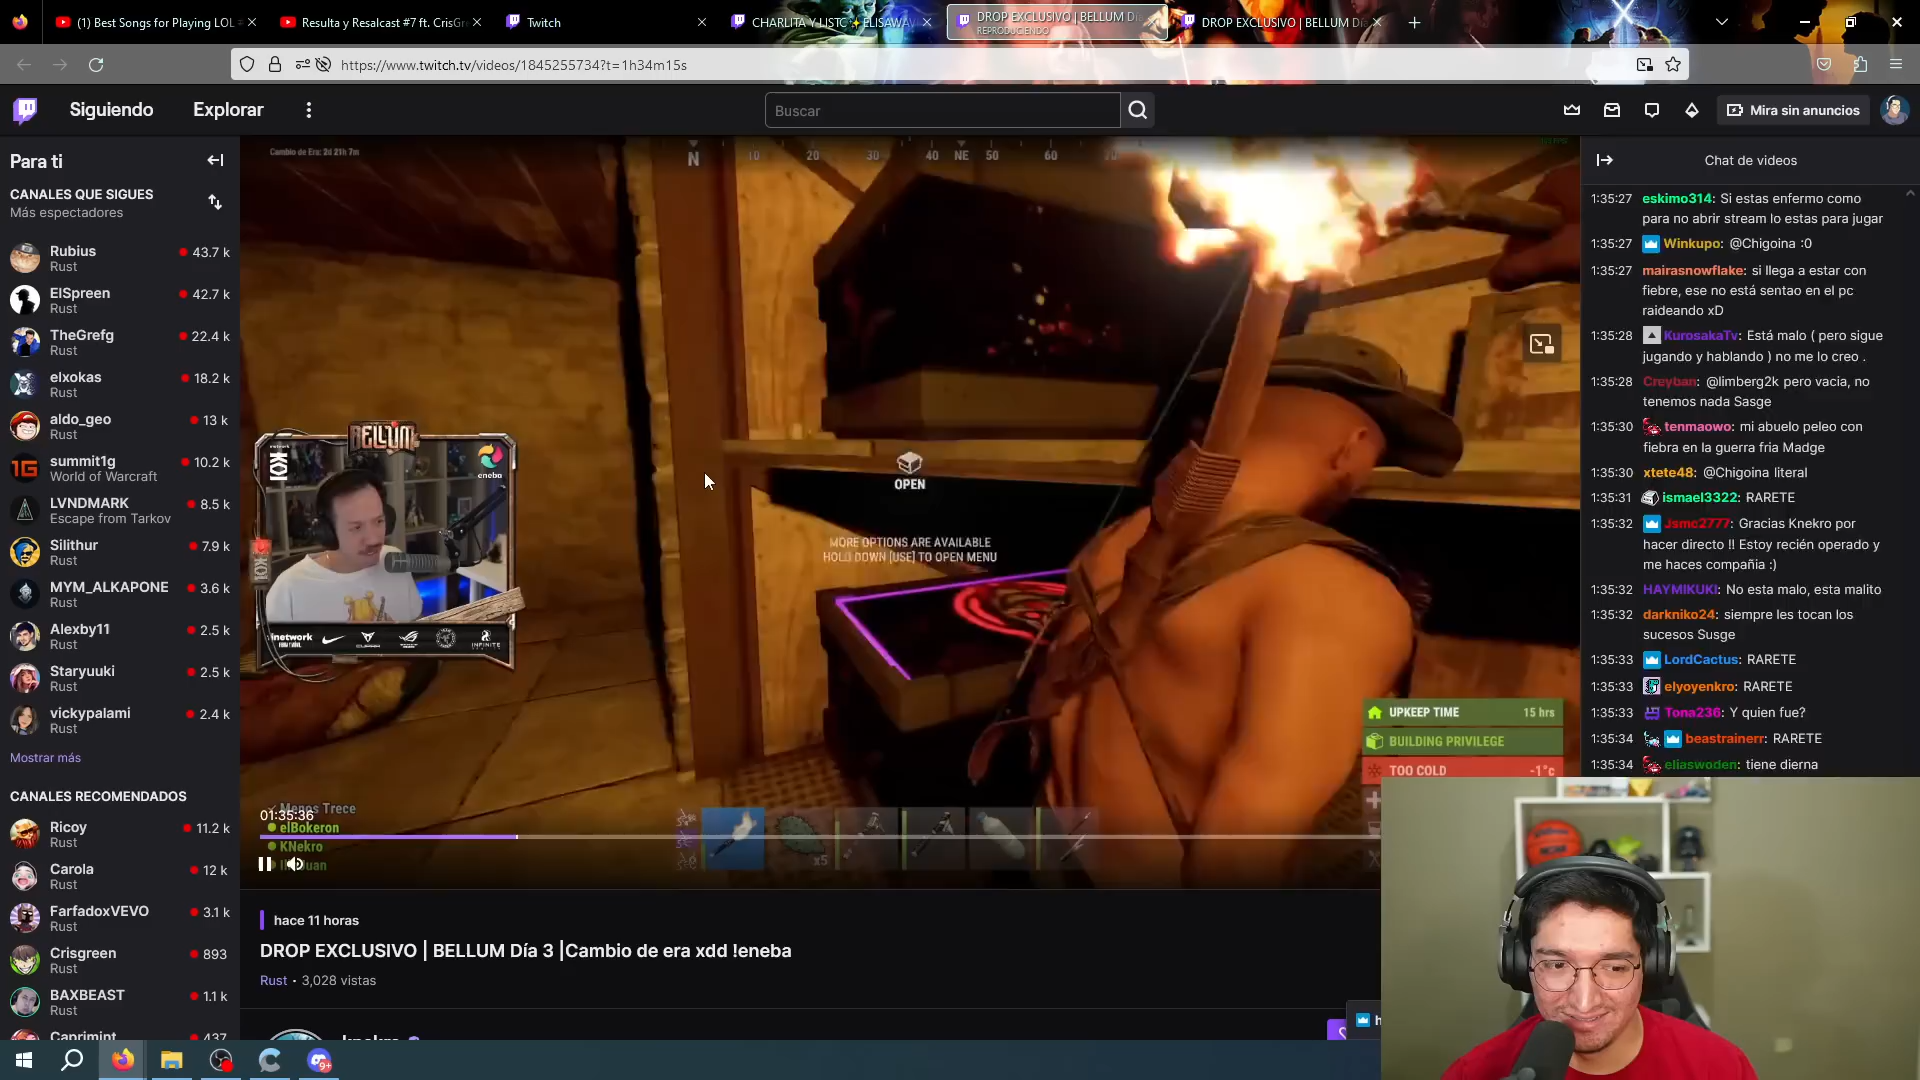 (1) Best Songs for Playing LOL
Resulta y Resalcast #7 ft. CrisGre
Twitch
CHARLITA Y LISTO ✨ELISAWA
DROP EXCLUSIVO | BELLUM Dí
REPRODUCIENDO
DROP EXCLUSIVO | BELLUM Día
https://www.twitch.tv/videos/1845255734?t=1h34m15s
Siguiendo
Explorar
Buscar
Mira sin anuncios
Para ti
CANALES QUE SIGUES
Más espectadores
Rubius
43.7 k
Rust
ElSpreen
42.7 k
Rust
TheGrefg
22.4 k
Rust
elxokas
18.2 k
Rust
aldo_geo
13 k
Rust
summit1g
10.2 k
World of Warcraft
LVNDMARK
8.5 k
Escape from Tarkov
Silithur
7.9 k
Rust
MYM_ALKAPONE
3.6 k
Rust
Alexby11
2.5 k
Rust
Staryuuki
2.5 k
Rust
vickypalami
2.4 k
Rust
Mostrar más
CANALES RECOMENDADOS
Ricoy
11.2 k
Rust
Carola
12 k
Rust
FarfadoxVEVO
3.1 k
Rust
Crisgreen
893
Rust
BAXBEAST
1.1 k
Rust
Caprimint
437
Cambio de Era: 2d 21h 7m
N 10 20 30 40 NE 50 60 70
BELLUM
KOI
eneba
OPEN
MORE OPTIONS ARE AVAILABLE
HOLD DOWN [USE] TO OPEN MENU
UPKEEP TIME 15 hrs
BUILDING PRIVILEGE
TOO COLD -1°c
Menos Trece
01:35:36
elBokeron
KNekro
x5
hace 11 horas
DROP EXCLUSIVO | BELLUM Día 3 |Cambio de era xdd !eneba
Rust • 3,028 vistas
knekro
Chat de videos
1:35:27 eskimo314: Si estas enfermo como
para no abrir stream lo estas para jugar
1:35:27 Winkupo: @Chigoina :0
1:35:27 mairasnowflake: si llega a estar con
fiebre, ese no está sentao en el pc
raideando xD
1:35:28 KurosakaTv: Está malo ( pero sigue
jugando y hablando ) no me lo creo .
1:35:28 Creyban: @limberg2k pero vacia, no
tenemos nada Sasge
1:35:30 tenmaowo: mi abuelo peleo con
fiebra en la guerra fria Madge
1:35:30 xtete48: @Chigoina literal
1:35:31 ismael3322: RARETE
1:35:32 Jsmc2777: Gracias Knekro por
hacer directo !! Estoy recién operado y
me haces compañia :)
1:35:32 HAYMIKUKI: No esta malo, esta malito
1:35:32 darkniko24: siempre les tocan los
sucesos Susge
1:35:33 LordCactus: RARETE
1:35:33 elyoyenkro: RARETE
1:35:33 Tona236: Y quien fue?
1:35:34 beastrainerr: RARETE
1:35:34 eliaswoden: tiene dierna